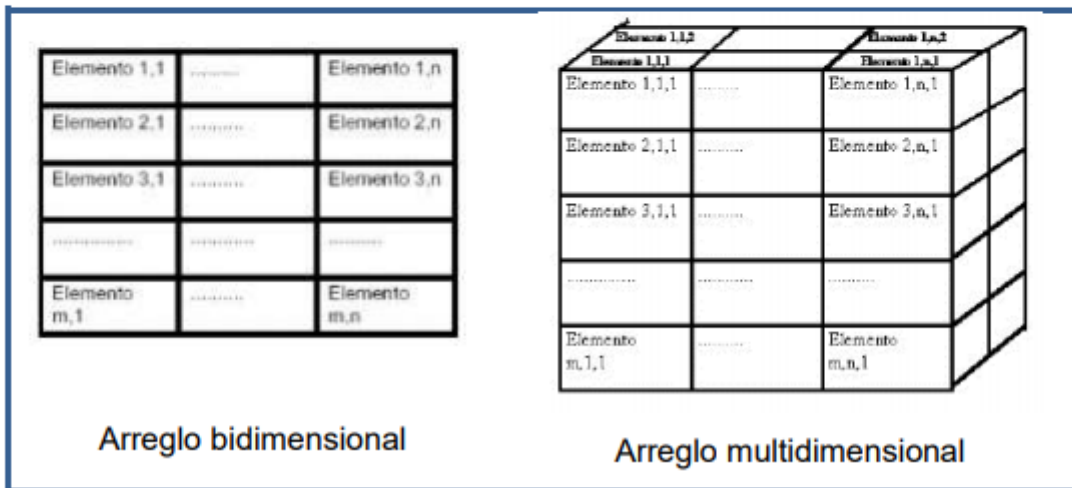 Elemento 1,1 ........... Elemento 1,n
Elemento 2,1 ........... Elemento 2,n
Elemento 3,1 ........... Elemento 3,n
................ ............. ...........
Elemento ........... Elemento
m,1 m,n
Arreglo bidimensional
Elemento 1,1,2 Elemento 1,n,2
Elemento 1,1,1 Elemento 1,n,1
Elemento 1,1,1 ......... Elemento 1,n,1
Elemento 2,1,1 .......... Elemento 2,n,1
Elemento 3,1,1 .......... Elemento 3,n,1
............... ............ ..........
Elemento .......... Elemento
m,1,1 m,n,1
Arreglo multidimensional